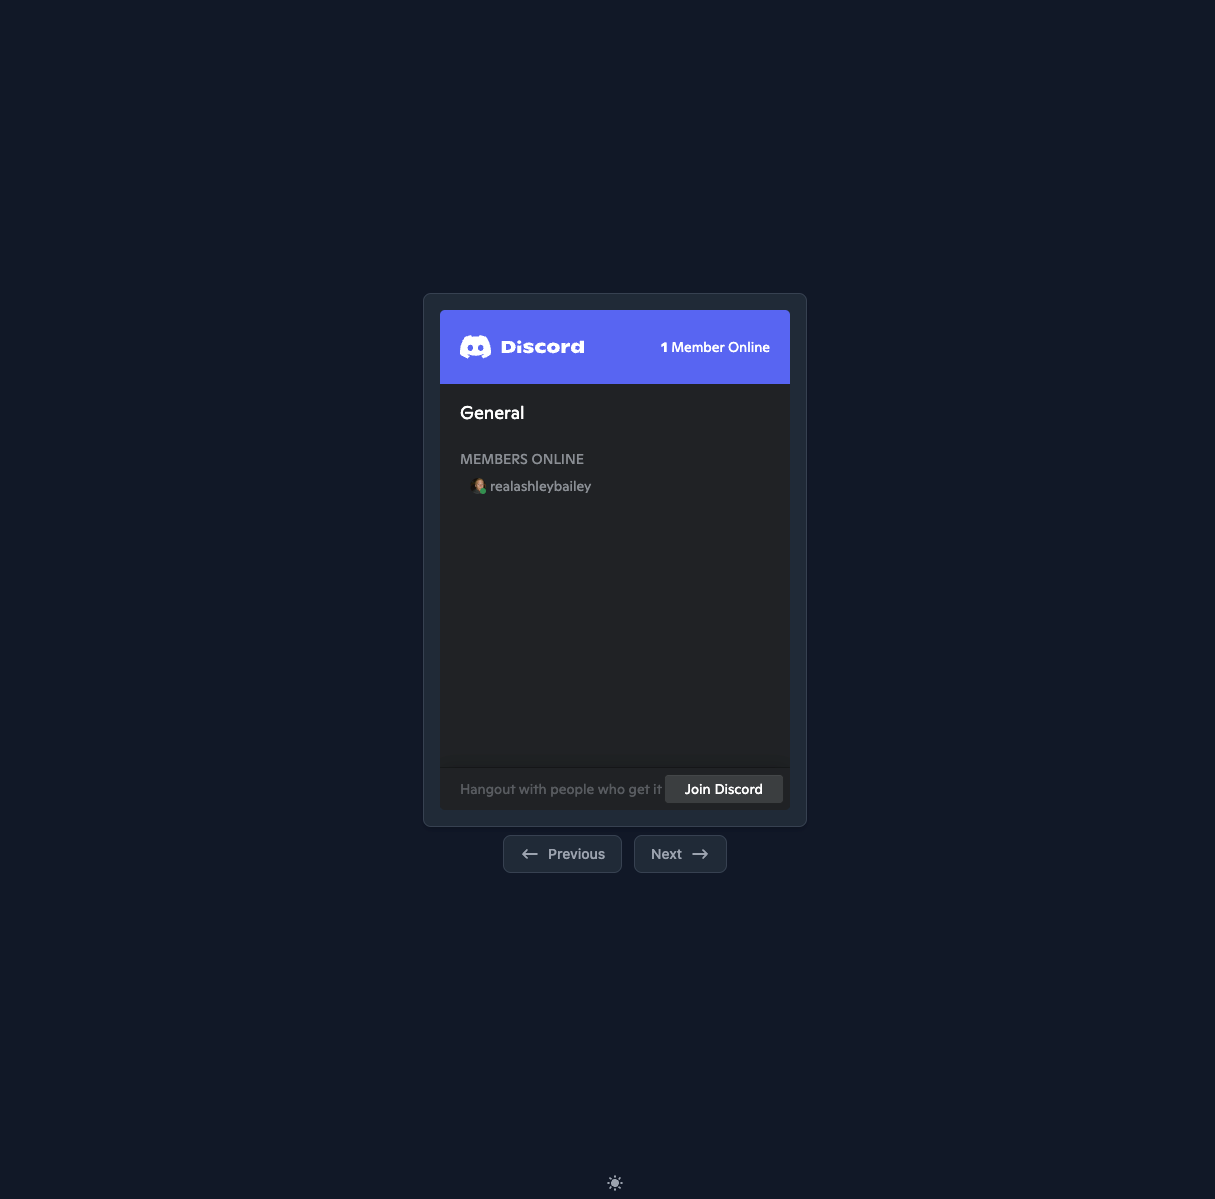 Discord
1 Member Online
General
MEMBERS ONLINE
realashleybailey
Hangout with people who get it
Join Discord
Previous
Next